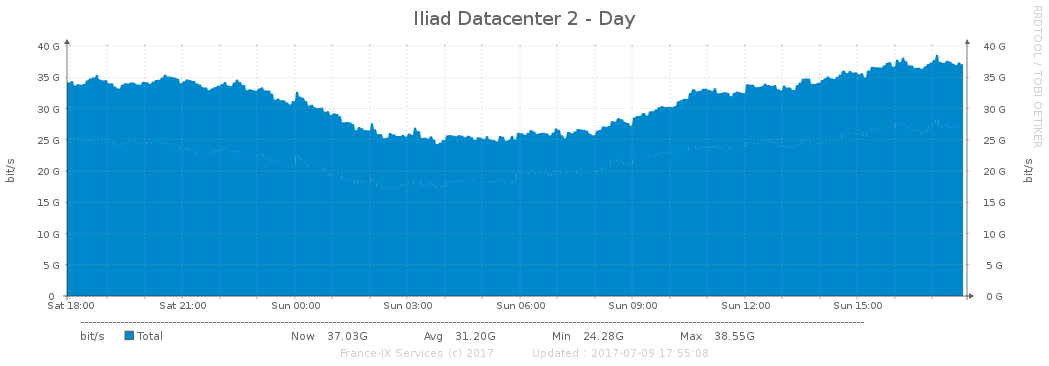 Iliad Datacenter 2 - Day
RRDTOOL / TOBI OETIKER
bit/s
bit/s
40 G 40 G
35 G 35 G
30 G 30 G
25 G 25 G
20 G 20 G
15 G 15 G
10 G 10 G
5 G 5 G
0 0 G
Sat 18:00 Sat 21:00 Sun 00:00 Sun 03:00 Sun 06:00 Sun 09:00 Sun 12:00 Sun 15:00
bit/s Total Now 37.03G Avg 31.20G Min 24.28G Max 38.55G
France-IX Services (c) 2017 Updated : 2017-07-09 17:55:08